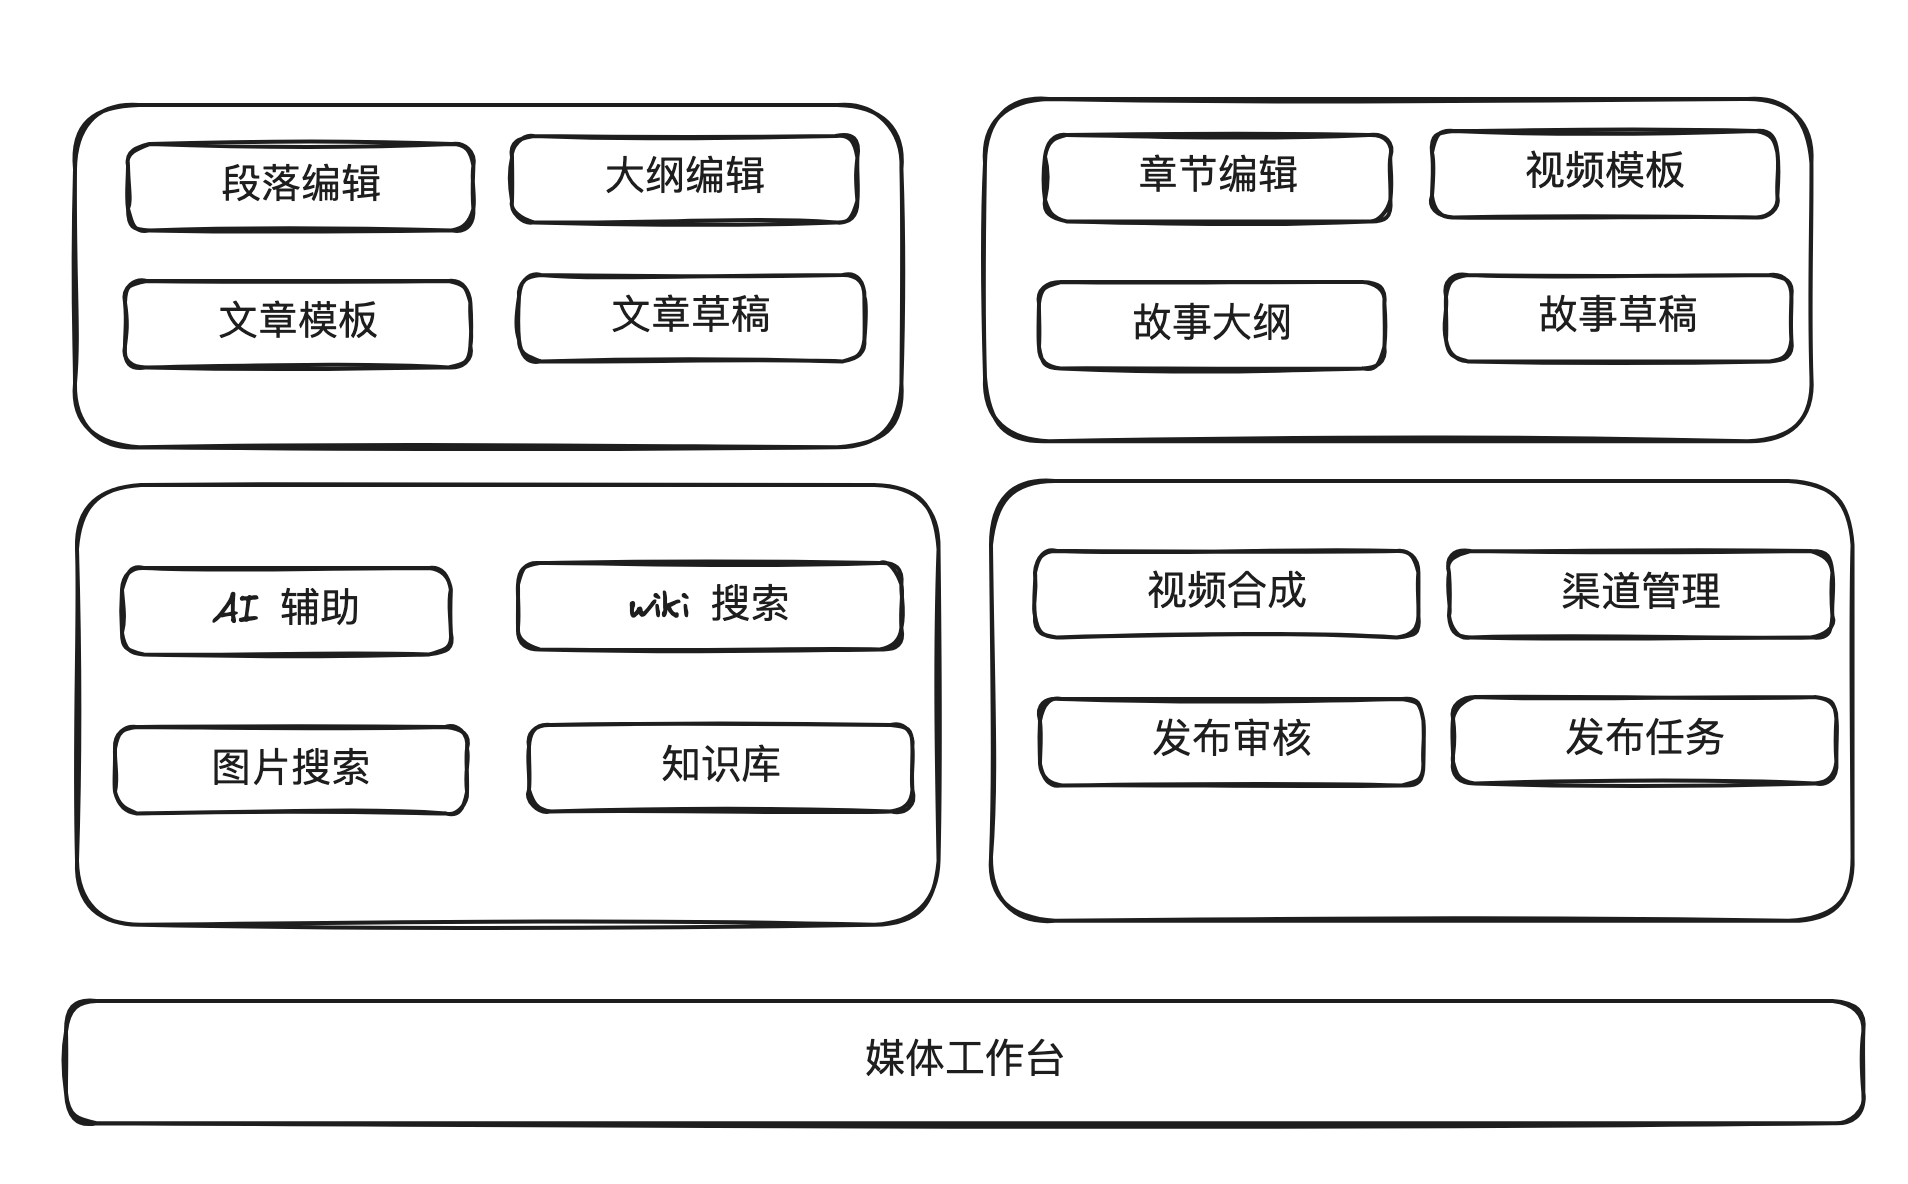 段落编辑
大纲编辑
文章模板
文章草稿
章节编辑
视频模板
故事大纲
故事草稿
AI 辅助
wiki 搜索
图片搜索
知识库
视频合成
渠道管理
发布审核
发布任务
媒体工作台